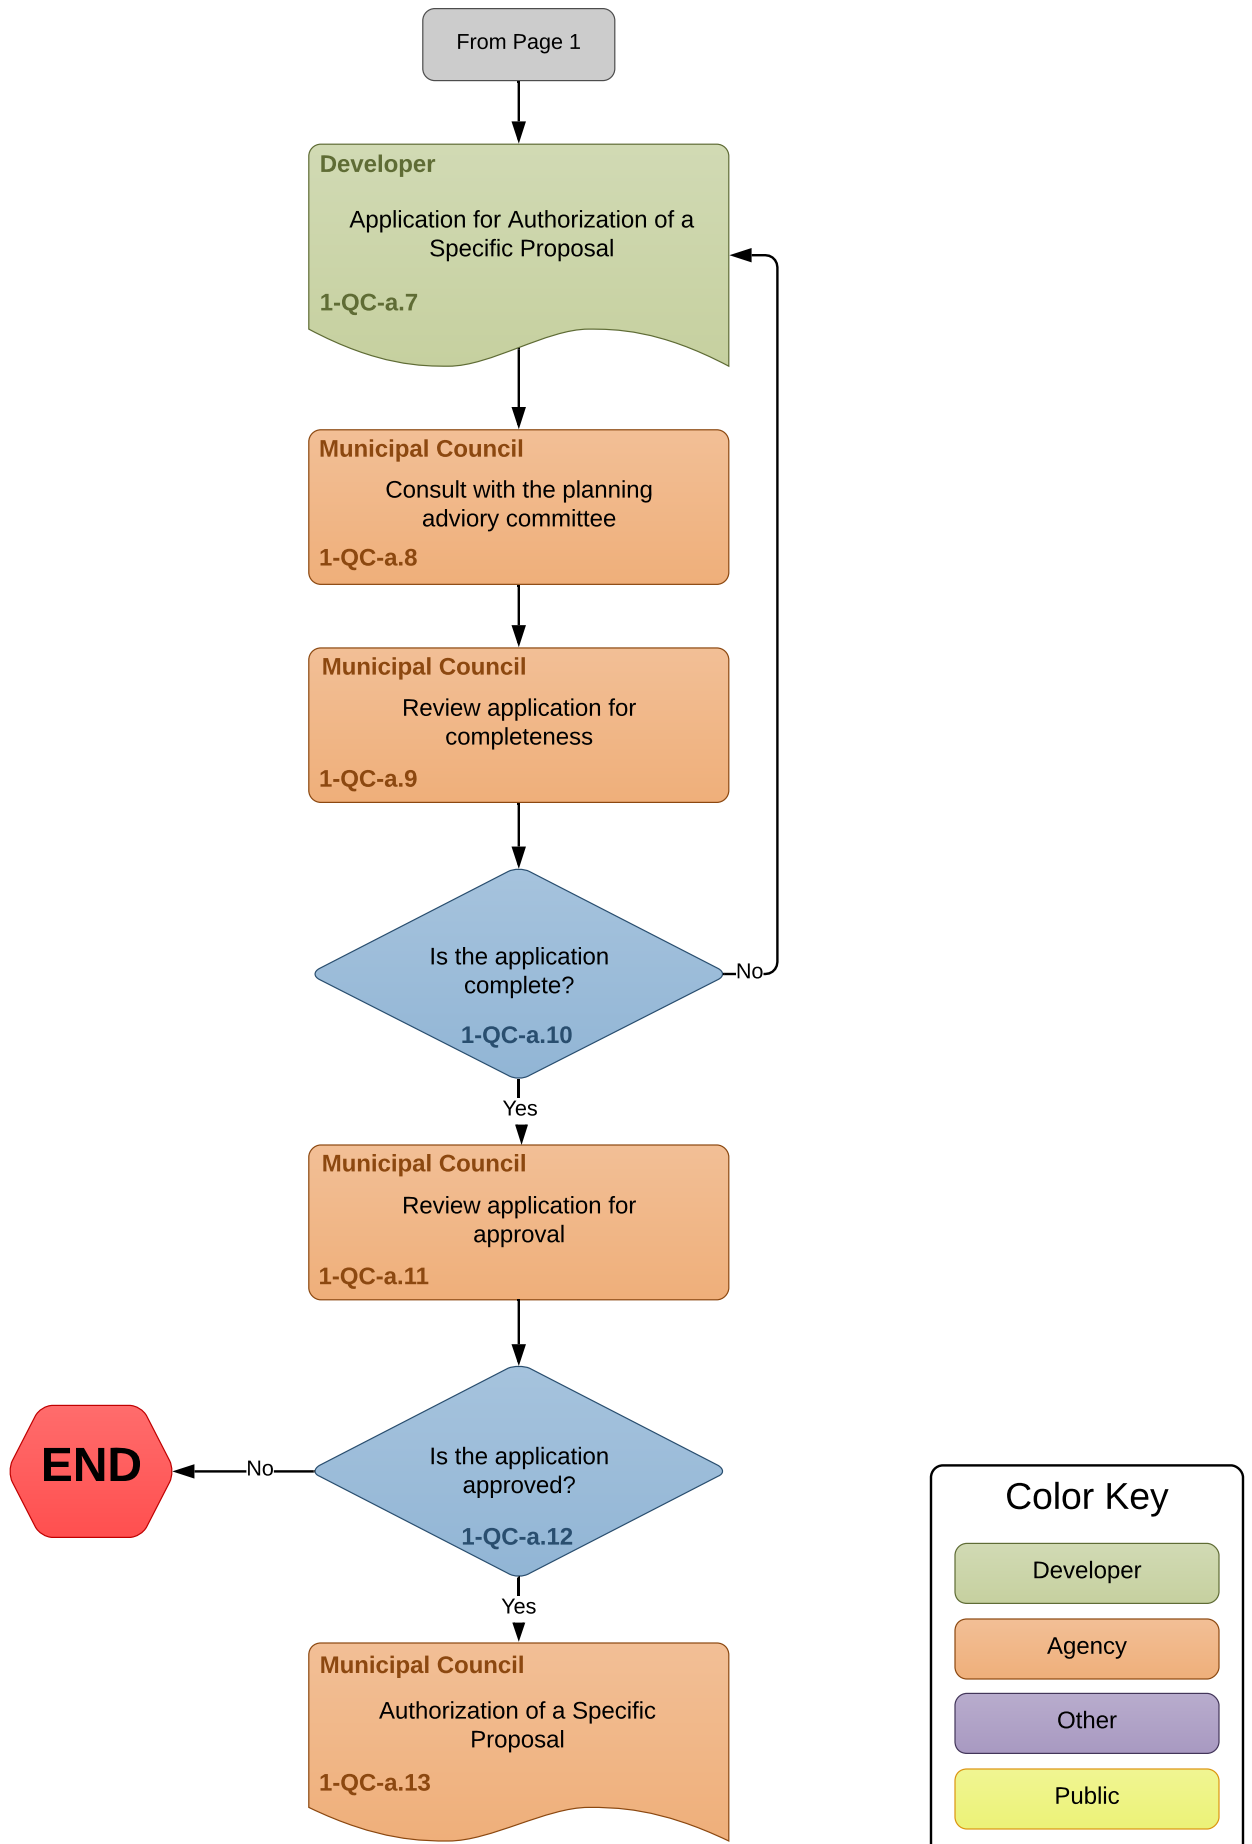 From Page 1
Developer
Application for Authorization of a
Specific Proposal
1-QC-a.7
Municipal Council
Consult with the planning
adviory committee
1-QC-a.8
Municipal Council
Review application for
completeness
1-QC-a.9
Is the application
complete?
No
1-QC-a.10
Yes
Municipal Council
Review application for
approval
1-QC-a.11
Is the application
approved?
END
No
1-QC-a.12
Yes
Municipal Council
Authorization of a Specific
Proposal
1-QC-a.13
Color Key
Developer
Agency
Other
Public